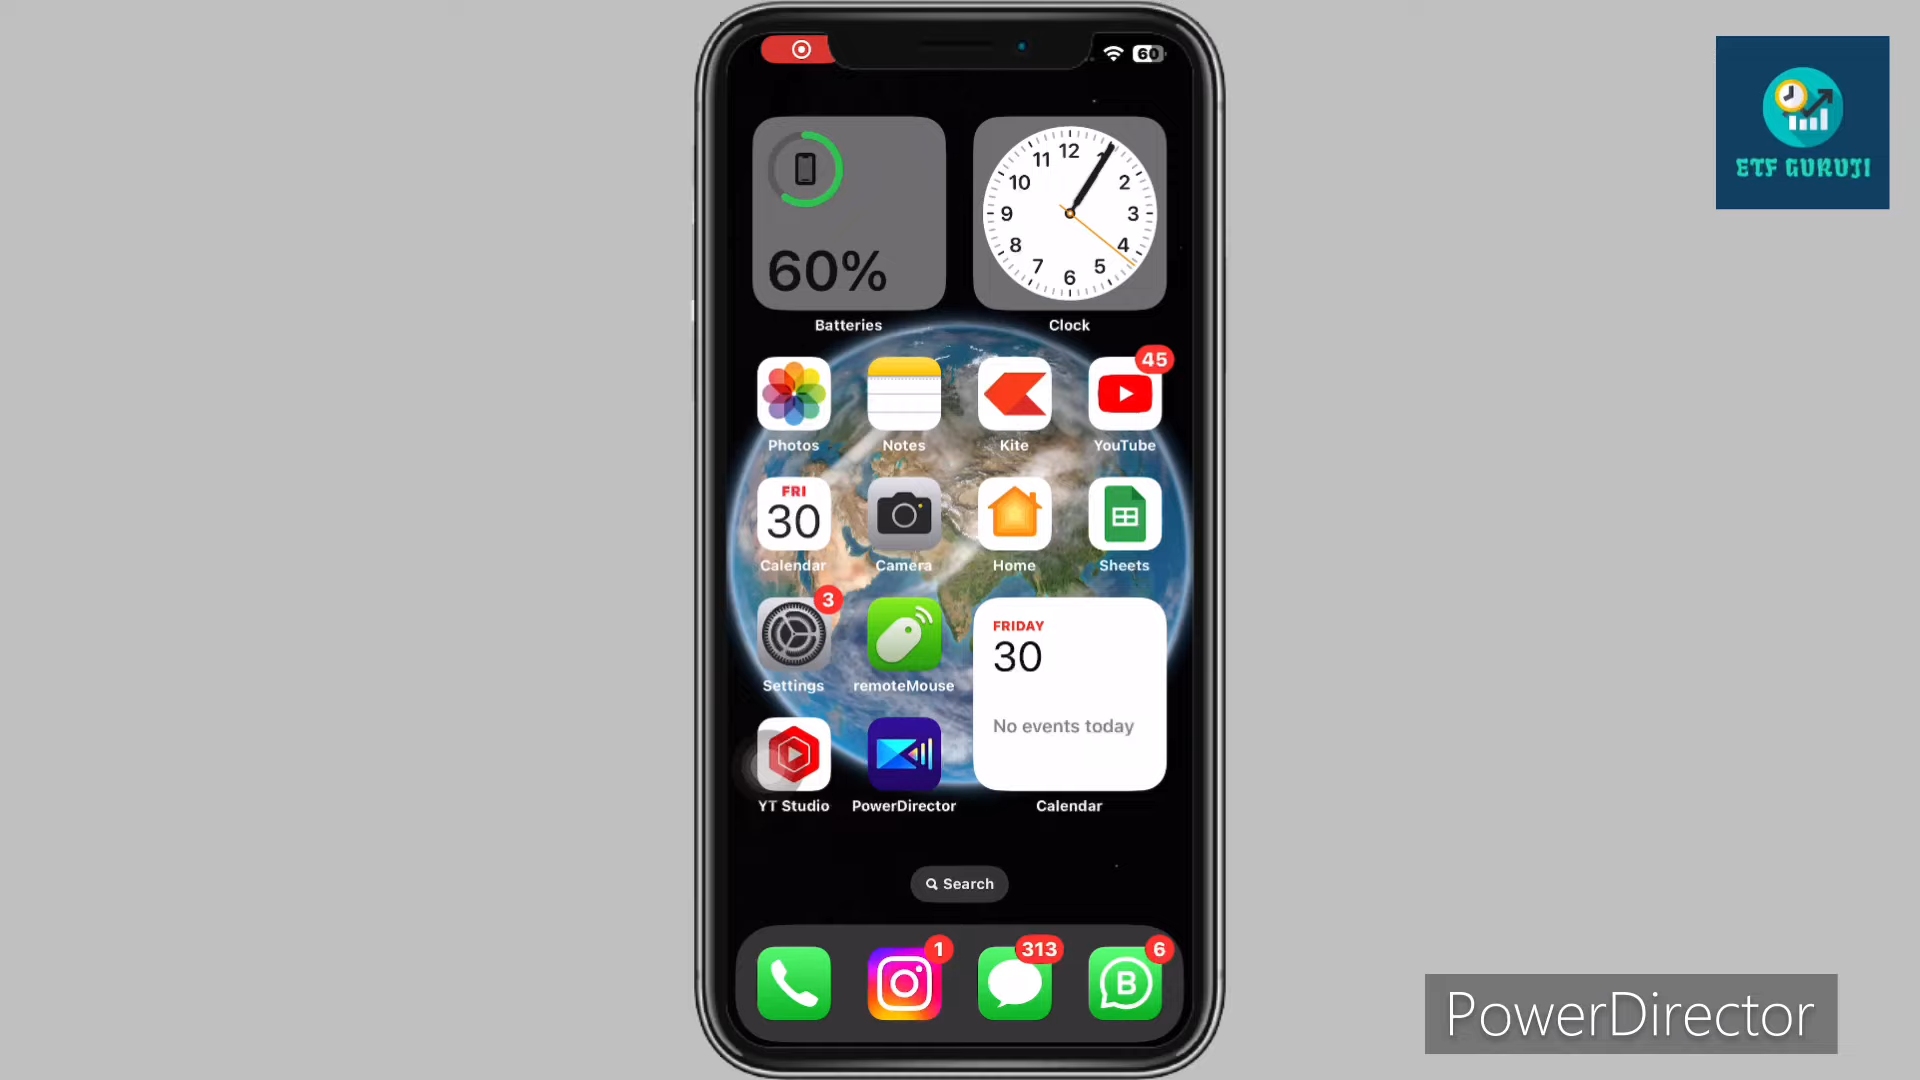 60
ETF GURUJI
12
11 1
10 2
9 3
8 4
7 5
6
60%
Batteries Clock
45
Photos Notes Kite YouTube
FRI
30
Calendar Camera Home Sheets
3
FRIDAY
30
Settings remoteMouse
No events today
YT Studio PowerDirector Calendar
Search
1 313 6
B
PowerDirector